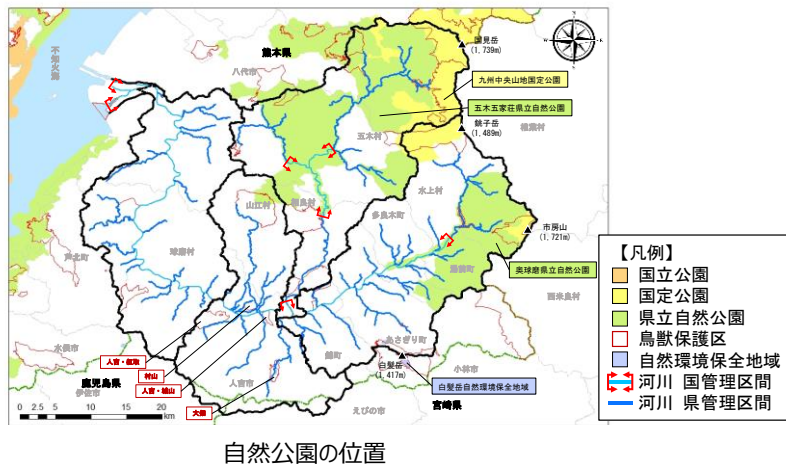 国見岳
(1,739m)
熊本県
不知火海
八代市
九州中央山地国定公園
五木五家荘県立自然公園
五木村
銚子岳
(1,489m)
椎葉村
水上村
山江村
相良村
多良木町
市房山
(1,721m)
芦北町
球磨村
湯前町
奥球磨県立自然公園
西米良村
水俣市
人吉・紅取
村山
人吉・城山
大畑
あさぎり町
錦町
白髪岳
(1,417m)
小林市
鹿児島県
伊佐市
人吉市
白髪岳自然環境保全地域
宮崎県
えびの市
0 2.5 5 10 15 20
km
【凡例】
国立公園
国定公園
県立自然公園
鳥獣保護区
自然環境保全地域
河川 国管理区間
河川 県管理区間
自然公園の位置